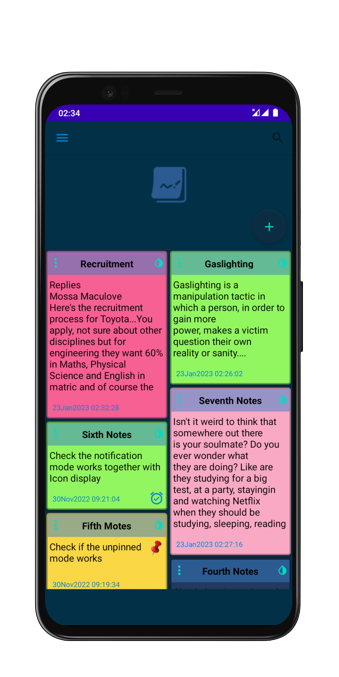 02:34
Recruitment
Replies
Mossa Maculove
Here's the recruitment
process for Toyota...You
apply, not sure about other
disciplines but for
engineering they want 60%
in Maths, Physical
Science and English in
matric and of course the
23Jan2023 02:32:28
Sixth Notes
Check the notification
mode works together with
Icon display
30Nov2022 09:21:04
Fifth Motes
Check if the unpinned
mode works
30Nov2022 09:19:34
Gaslighting
Gaslighting is a
manipulation tactic in
which a person, in order to
gain more
power, makes a victim
question their own
reality or sanity....
23Jan2023 02:26:02
Seventh Notes
Isn't it weird to think that
somewhere out there
is your soulmate? Do you
ever wonder what
they are doing? Like are
they studying for a big
test, at a party, stayingin
and watching Netflix
when they should be
studying, sleeping, reading
23Jan2023 02:27:16
Fourth Notes